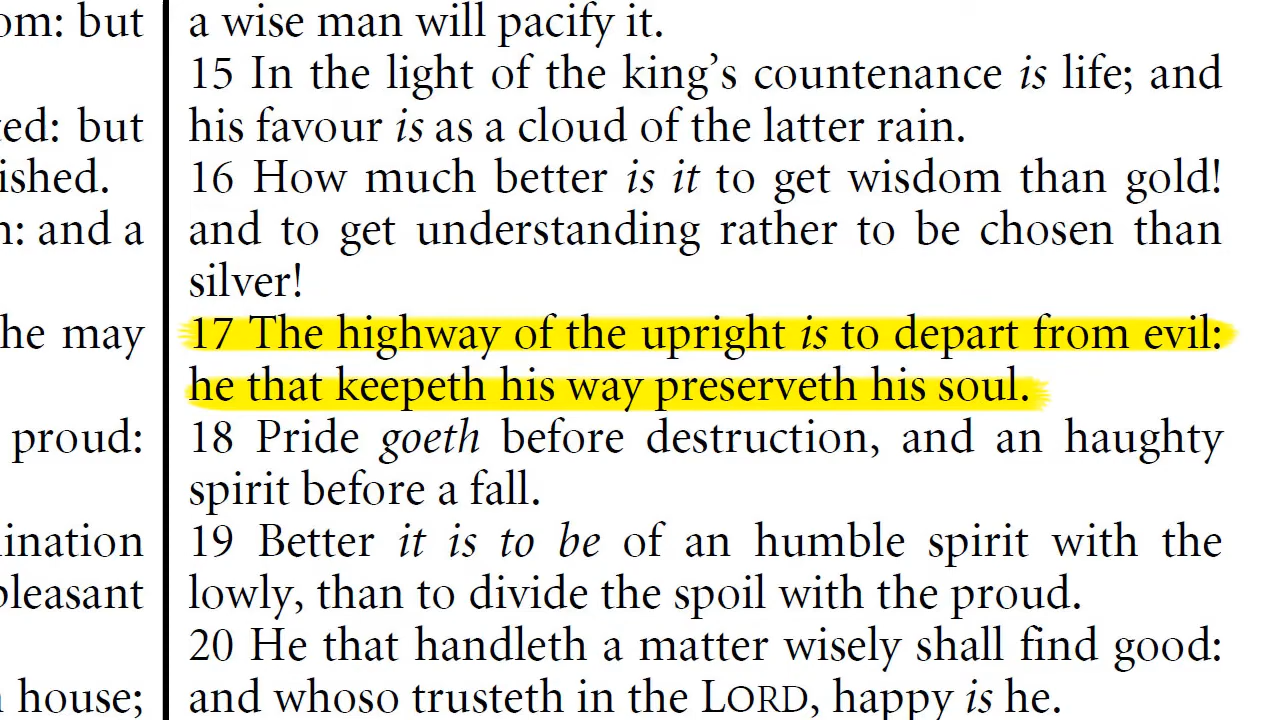 om: but
ted: but
ished.
n: and a
he may
proud:
ination
pleasant
house;
a wise man will pacify it.
15 In the light of the king’s countenance is life; and
his favour is as a cloud of the latter rain.
16 How much better is it to get wisdom than gold!
and to get understanding rather to be chosen than
silver!
17 The highway of the upright is to depart from evil:
he that keepeth his way preserveth his soul.
18 Pride goeth before destruction, and an haughty
spirit before a fall.
19 Better it is to be of an humble spirit with the
lowly, than to divide the spoil with the proud.
20 He that handleth a matter wisely shall find good:
and whoso trusteth in the LORD, happy is he.